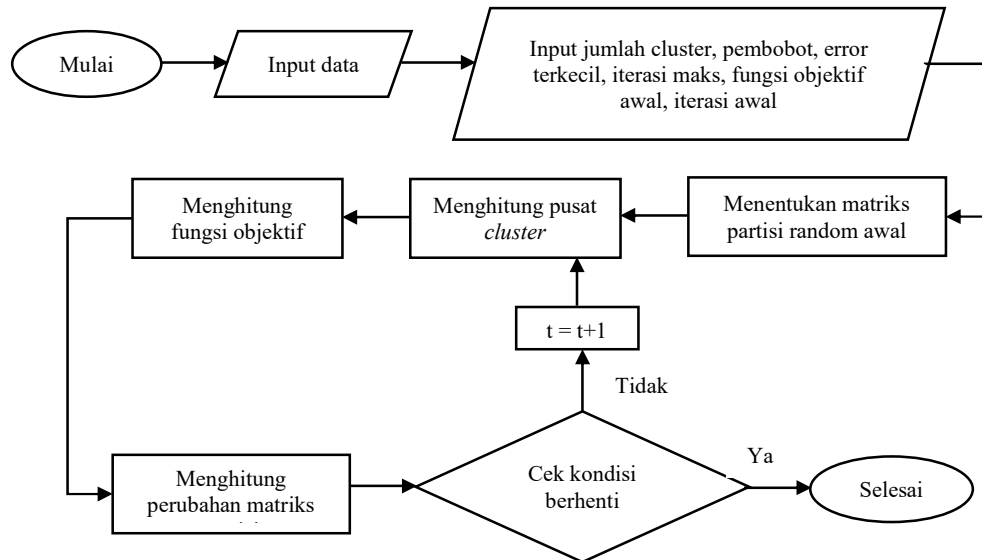 Mulai
Input data
Input jumlah cluster, pembobot, error
terkecil, iterasi maks, fungsi objektif
awal, iterasi awal
Menentukan matriks
partisi random awal
Menghitung pusat
cluster
Menghitung
fungsi objektif
Menghitung
perubahan matriks
Cek kondisi
berhenti
Tidak
t = t+1
Ya
Selesai